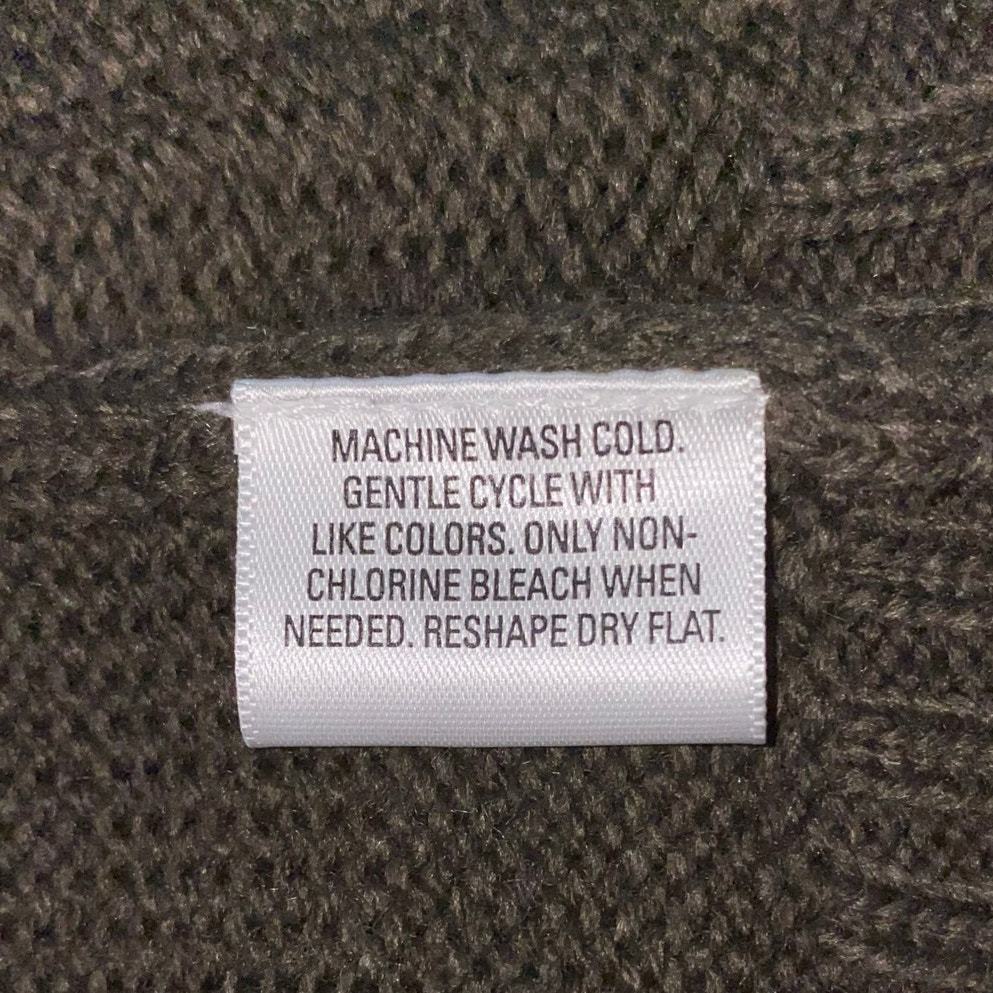 MACHINE WASH COLD.
GENTLE CYCLE WITH
LIKE COLORS. ONLY NON-
CHLORINE BLEACH WHEN
NEEDED. RESHAPE DRY FLAT.